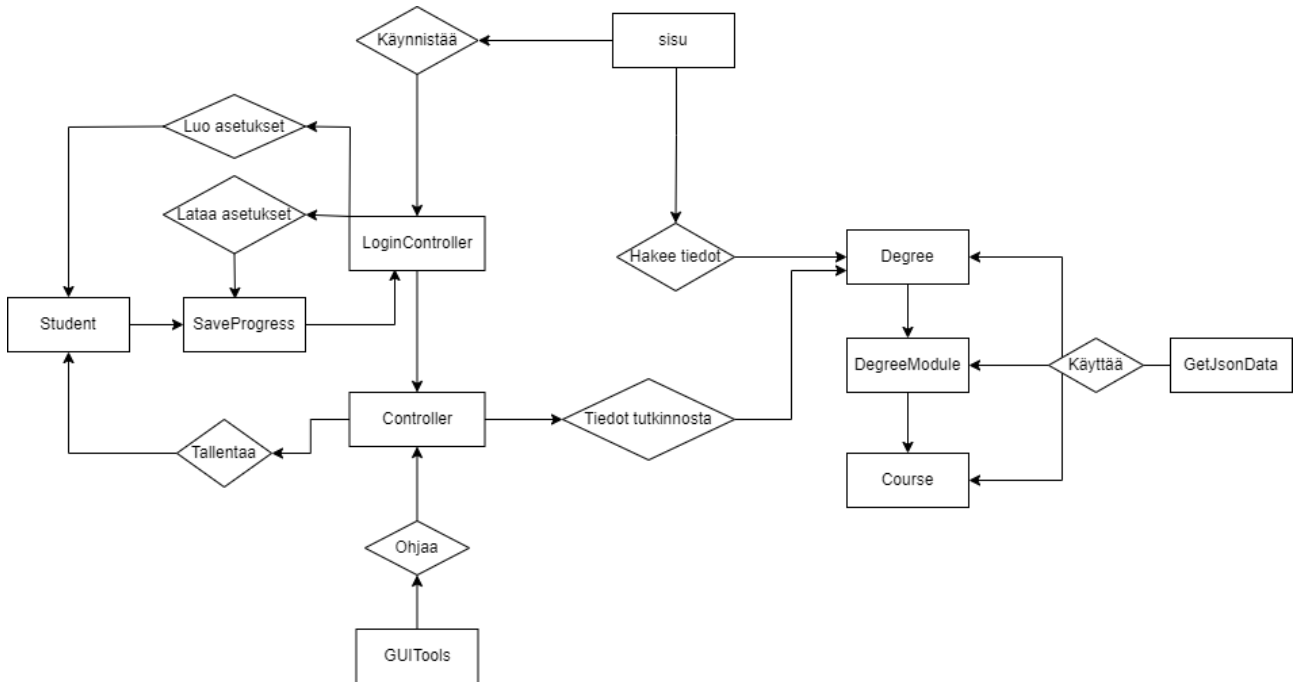 Käynnistää
sisu
Luo asetukset
Lataa asetukset
LoginController
Hakee tiedot
Degree
Student
SaveProgress
DegreeModule
Käyttää
GetJsonData
Controller
Tiedot tutkinnosta
Tallentaa
Course
Ohjaa
GUITools